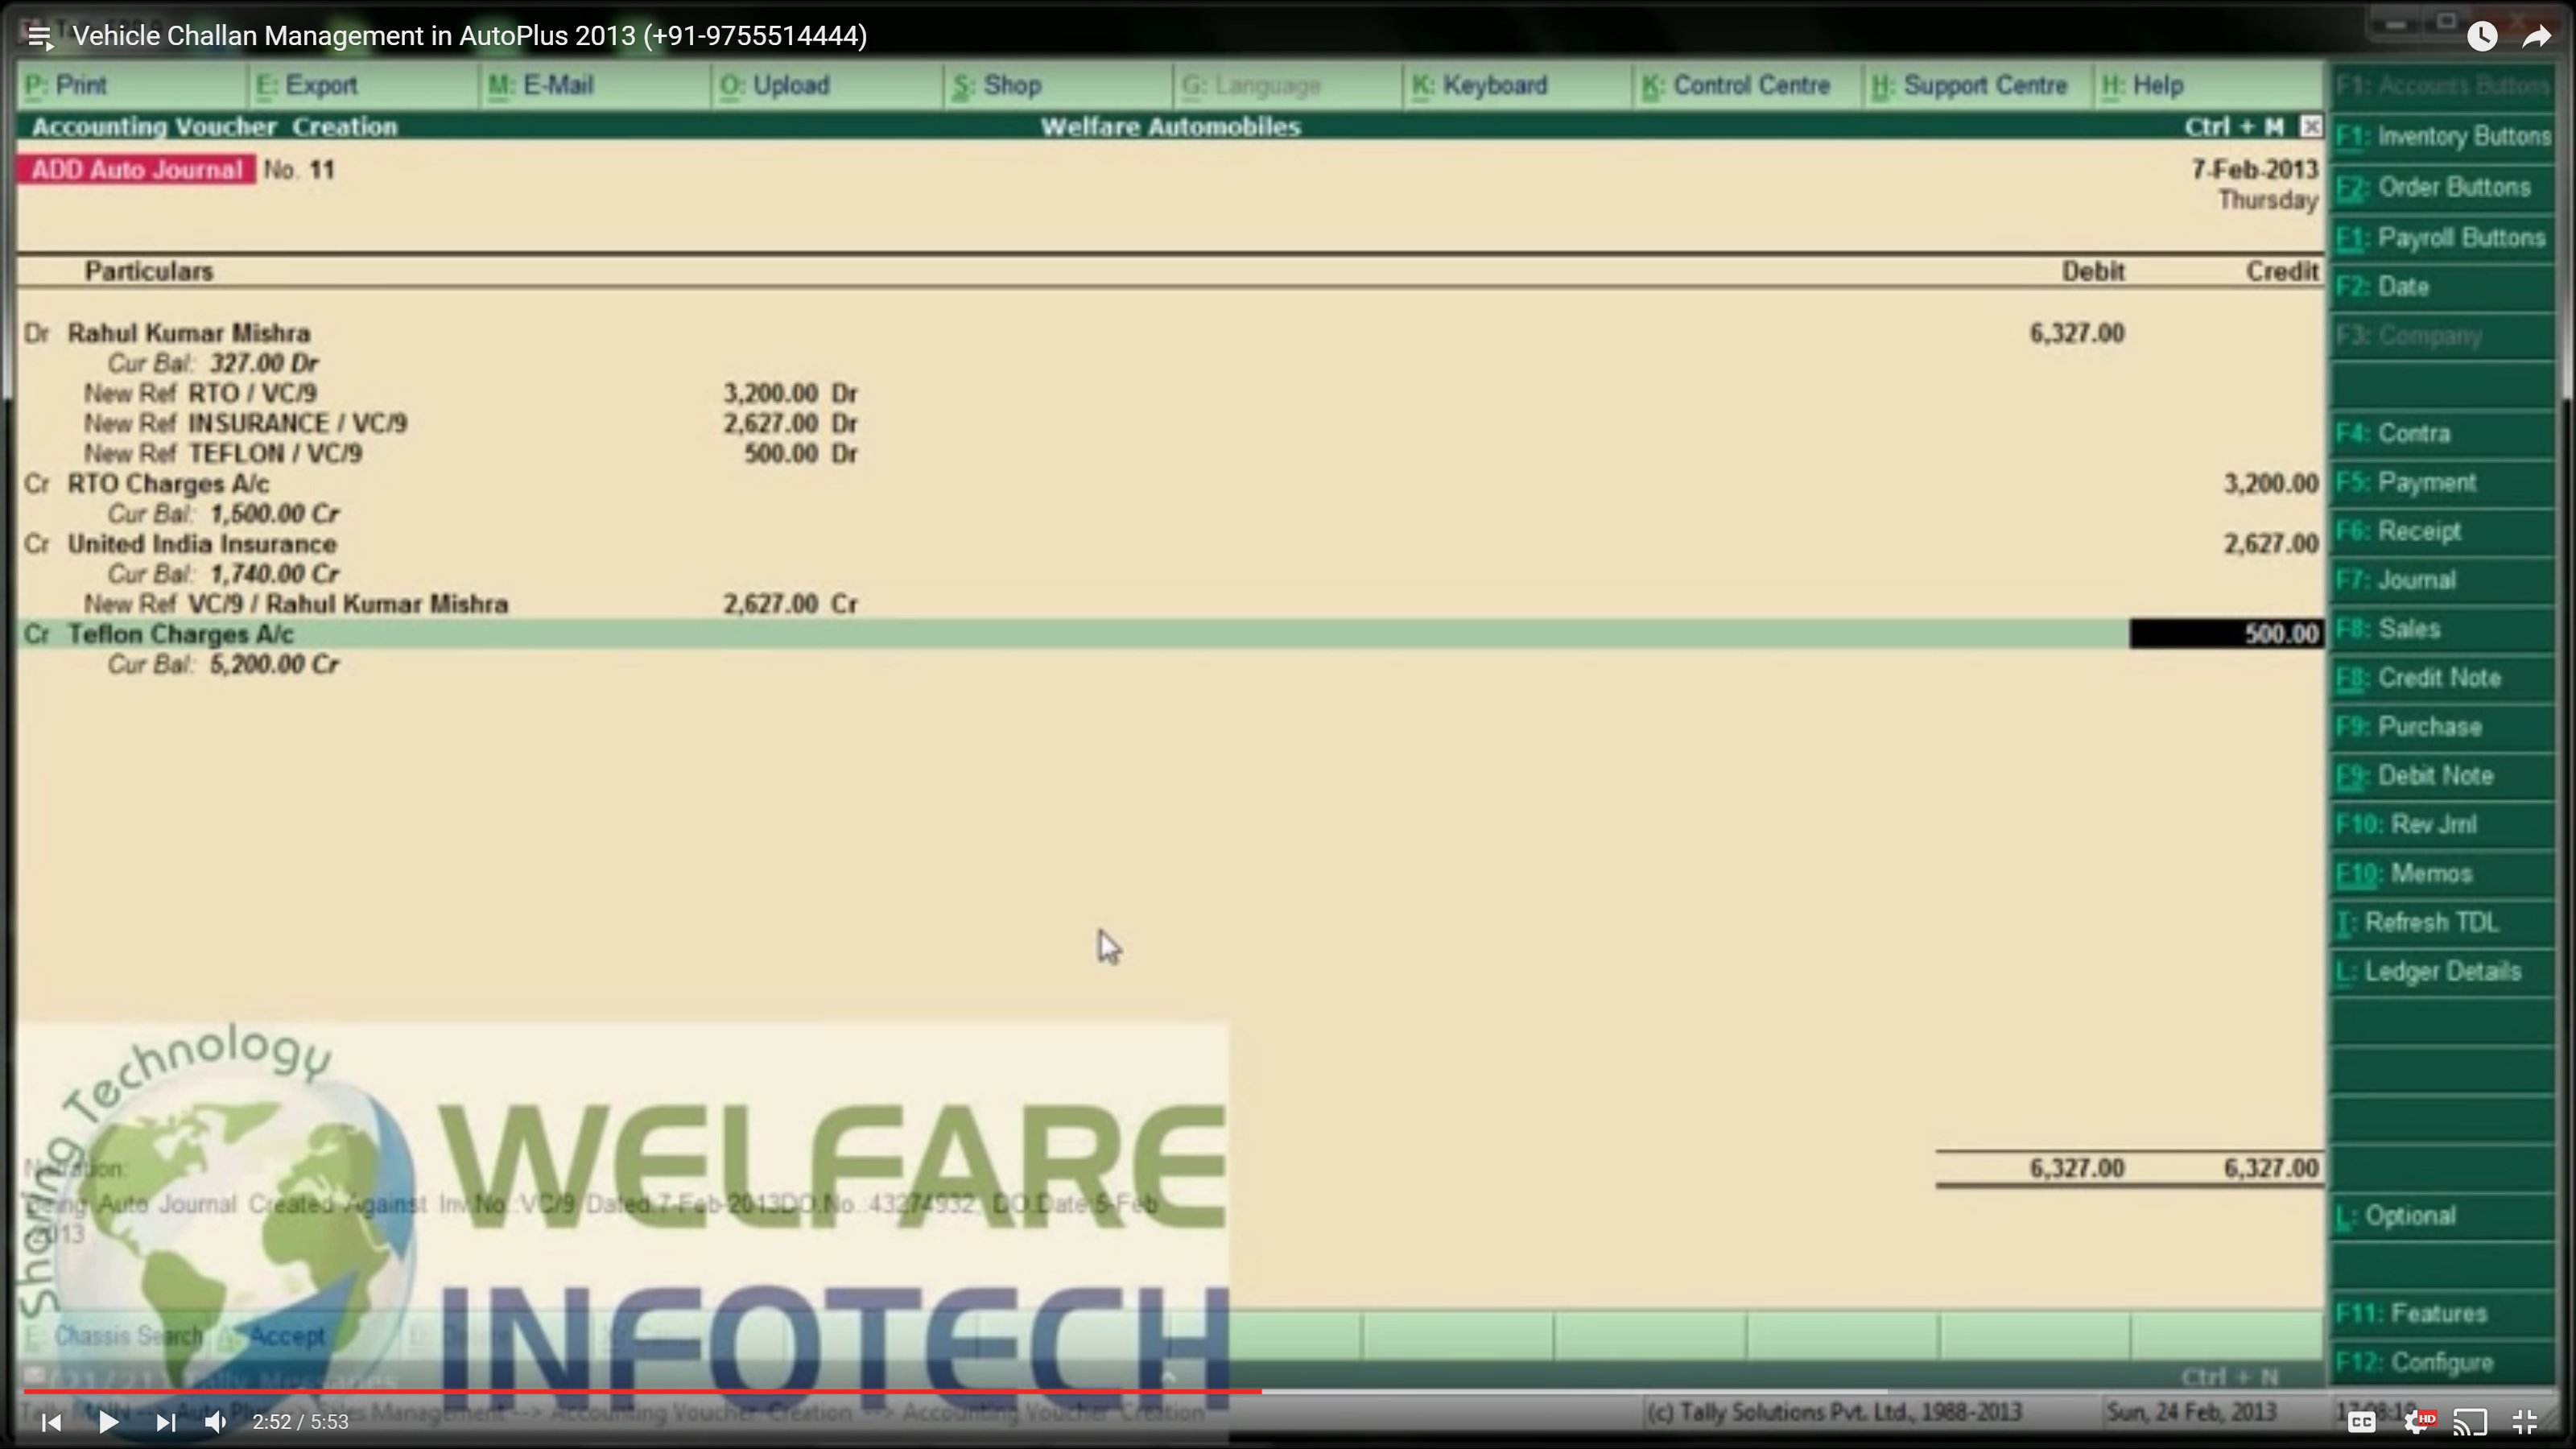 Vehicle Challan Management in AutoPlus 2013 (+91-9755514444)
P: Print E: Export M: E-Mail O: Upload S: Shop G: Language K: Keyboard K: Control Centre H: Support Centre H: Help
Accounting Voucher Creation Welfare Automobiles Ctrl + M
ADD Auto Journal No. 11 7-Feb-2013
Thursday
Particulars Debit Credit
Dr Rahul Kumar Mishra 6,327.00
Cur Bal: 327.00 Dr
New Ref RTO / VC/9 3,200.00 Dr
New Ref INSURANCE / VC/9 2,627.00 Dr
New Ref TEFLON / VC/9 500.00 Dr
Cr RTO Charges A/c 3,200.00
Cur Bal: 1,500.00 Cr
Cr United India Insurance 2,627.00
Cur Bal: 1,740.00 Cr
New Ref VC/9 / Rahul Kumar Mishra 2,627.00 Cr
Cr Teflon Charges A/c 500.00
Cur Bal: 5,200.00 Cr
6,327.00 6,327.00
Narration:
Being Auto Journal Created Against Inv.No.:VC/9 Dated:7-Feb-2013DO.No.:43274932, DO.Date:5-Feb
-2013
Sharing Technology
WELFARE
INFOTECH
Chassis Search A: Accept
(21/21) Tally Messages Ctrl + N
Accounting Voucher Creation --> Accounting Voucher Creation (c) Tally Solutions Pvt. Ltd., 1988-2013 Sun, 24 Feb, 2013
2:52 / 5:53 CC HD
F1: Accounts Buttons
F1: Inventory Buttons
F2: Order Buttons
F1: Payroll Buttons
F2: Date
F3: Company
F4: Contra
F5: Payment
F6: Receipt
F7: Journal
F8: Sales
F8: Credit Note
F9: Purchase
F9: Debit Note
F10: Rev Jrnl
F10: Memos
T: Refresh TDL
L: Ledger Details
L: Optional
F11: Features
F12: Configure